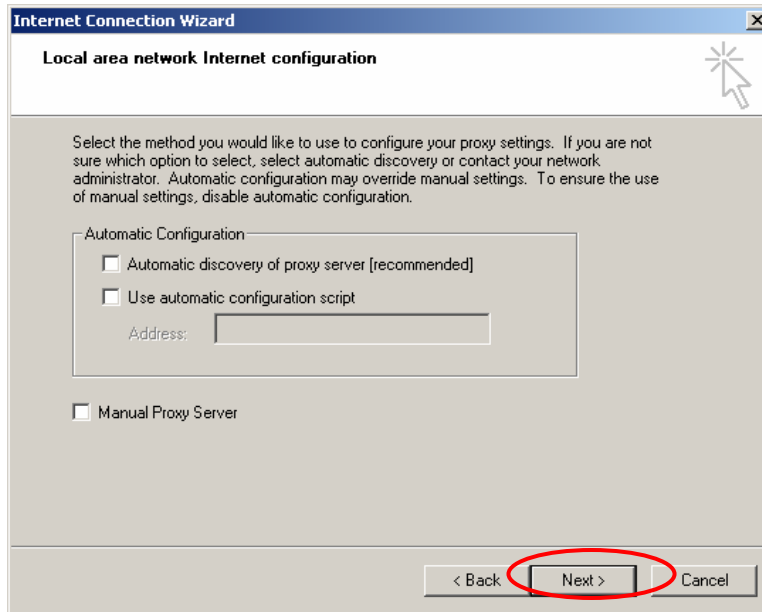 Internet Connection Wizard
Local area network Internet configuration
Select the method you would like to use to configure your proxy settings. If you are not
sure which option to select, select automatic discovery or contact your network
administrator. Automatic configuration may override manual settings. To ensure the use
of manual settings, disable automatic configuration.
Automatic Configuration
Automatic discovery of proxy server [recommended]
Use automatic configuration script
Address:
Manual Proxy Server
< Back Next > Cancel